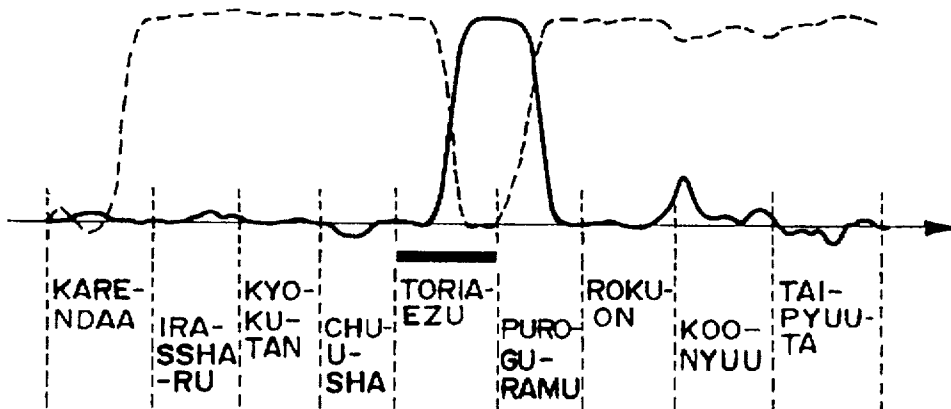 KARE-
NDAA
IRA-
SSHA
-RU
KYO-
KU-
TAN
CHU-
U-
SHA
TORIA-
EZU
PURO-
GU-
RAMU
ROKU-
ON
KOO-
NYUU
TAI-
PYUU-
TA